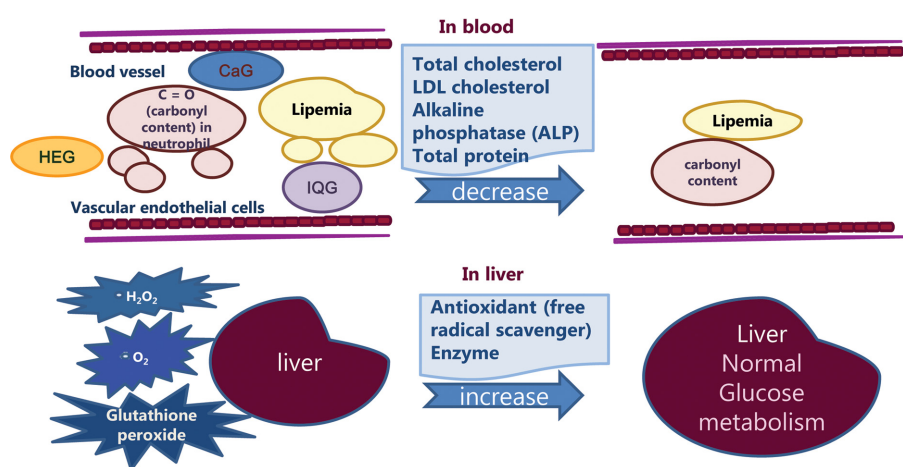 In blood
Blood vessel
CaG
C = O
(carbonyl
content) in
neutrophil
Lipemia
HEG
IQG
Vascular endothelial cells
Total cholesterol
LDL cholesterol
Alkaline
phosphatase (ALP)
Total protein
decrease
Lipemia
carbonyl
content
In liver
H₂O₂
O₂
Glutathione
peroxide
liver
Antioxidant (free
radical scavenger)
Enzyme
increase
Liver
Normal
Glucose
metabolism